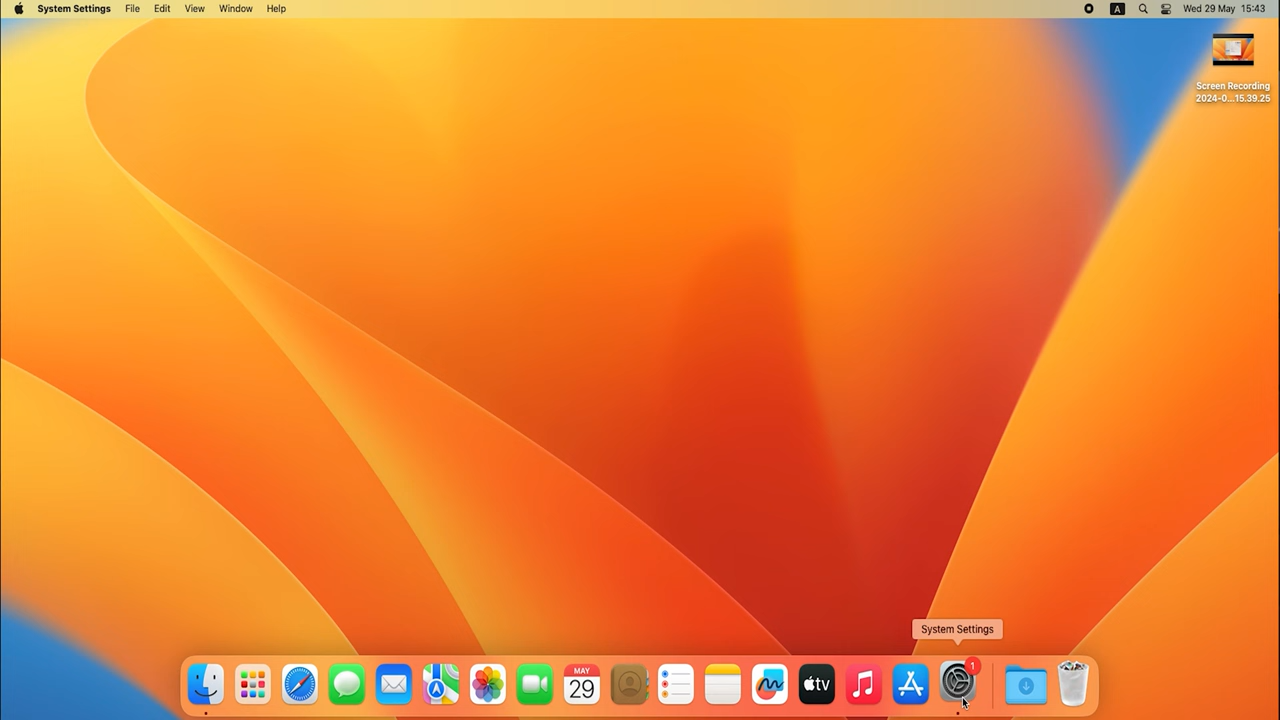 System Settings File Edit View Window Help A Wed 29 May 15:43
Screen Recording
2024-0...15.39.25
System Settings
1
MAY
29
tv